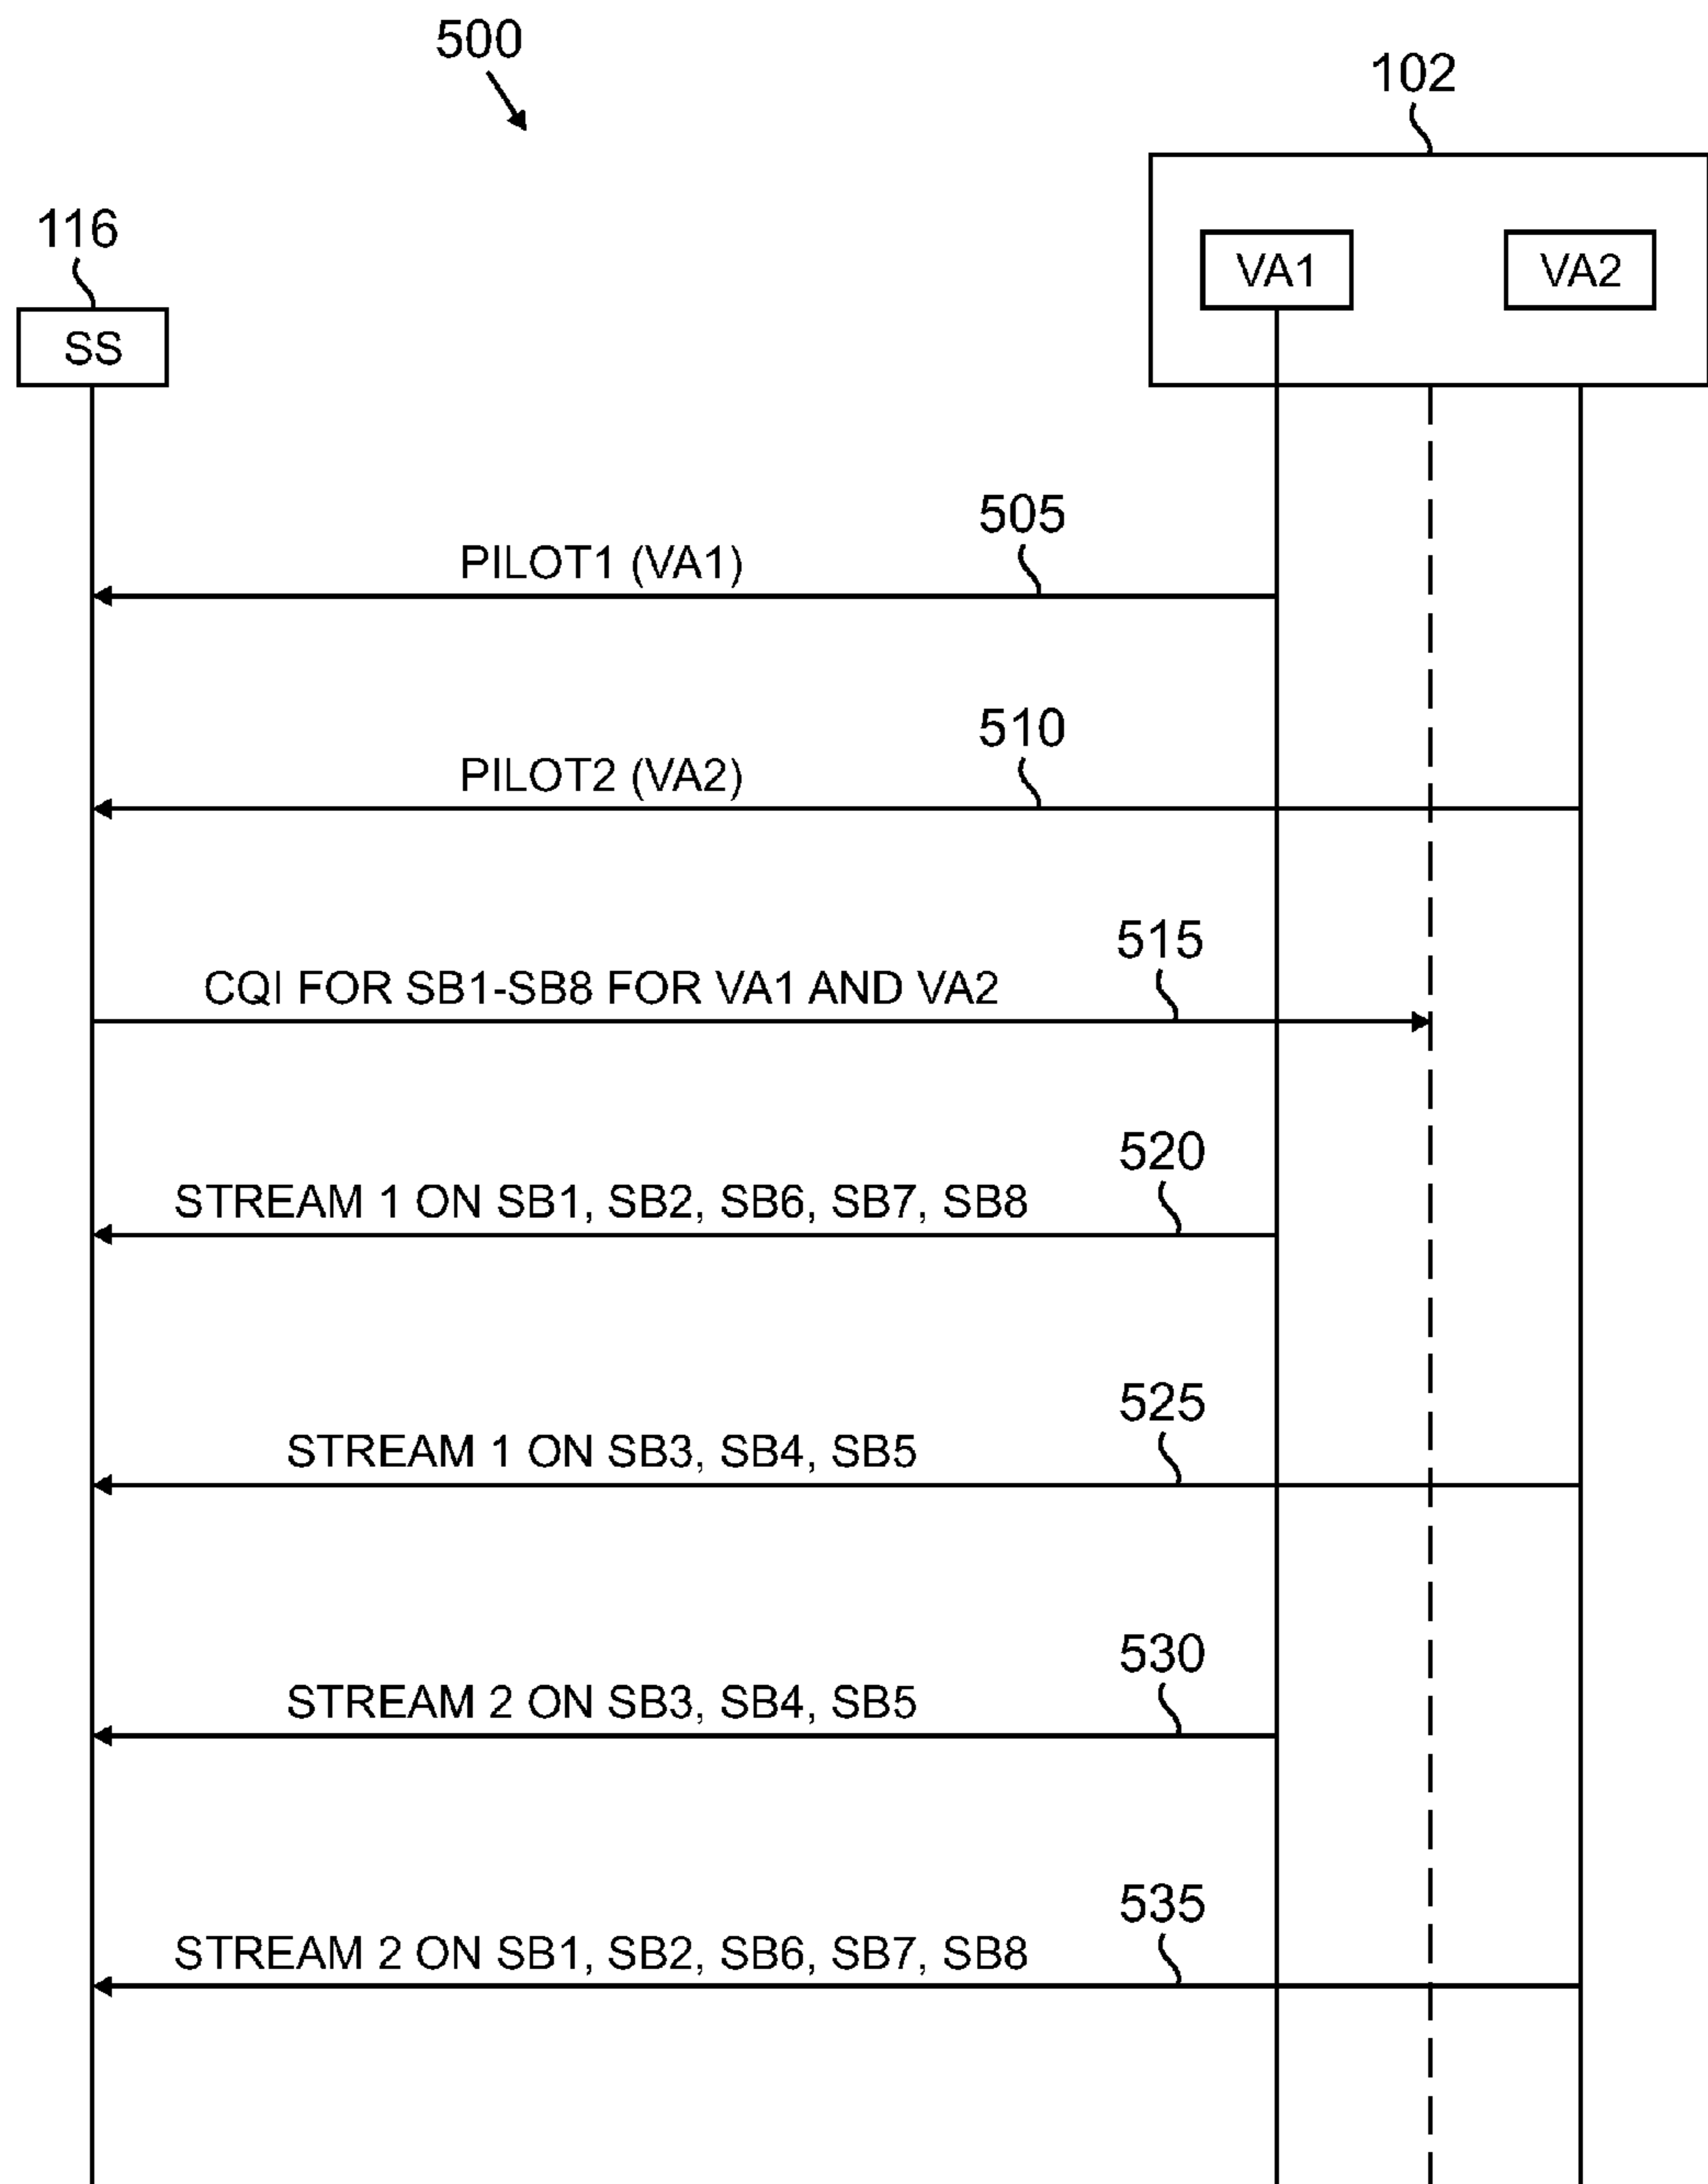 500
102
116
VA1
VA2
SS
505
PILOT1 (VA1)
510
PILOT2 (VA2)
515
CQI FOR SB1-SB8 FOR VA1 AND VA2
520
STREAM 1 ON SB1, SB2, SB6, SB7, SB8
525
STREAM 1 ON SB3, SB4, SB5
530
STREAM 2 ON SB3, SB4, SB5
535
STREAM 2 ON SB1, SB2, SB6, SB7, SB8